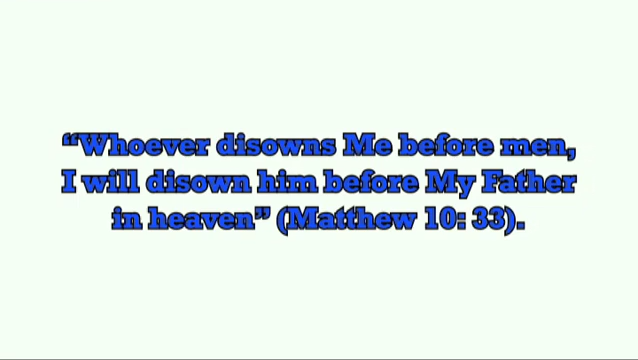 “Whoever disowns Me before men,
I will disown him before My Father
in heaven” (Matthew 10: 33).